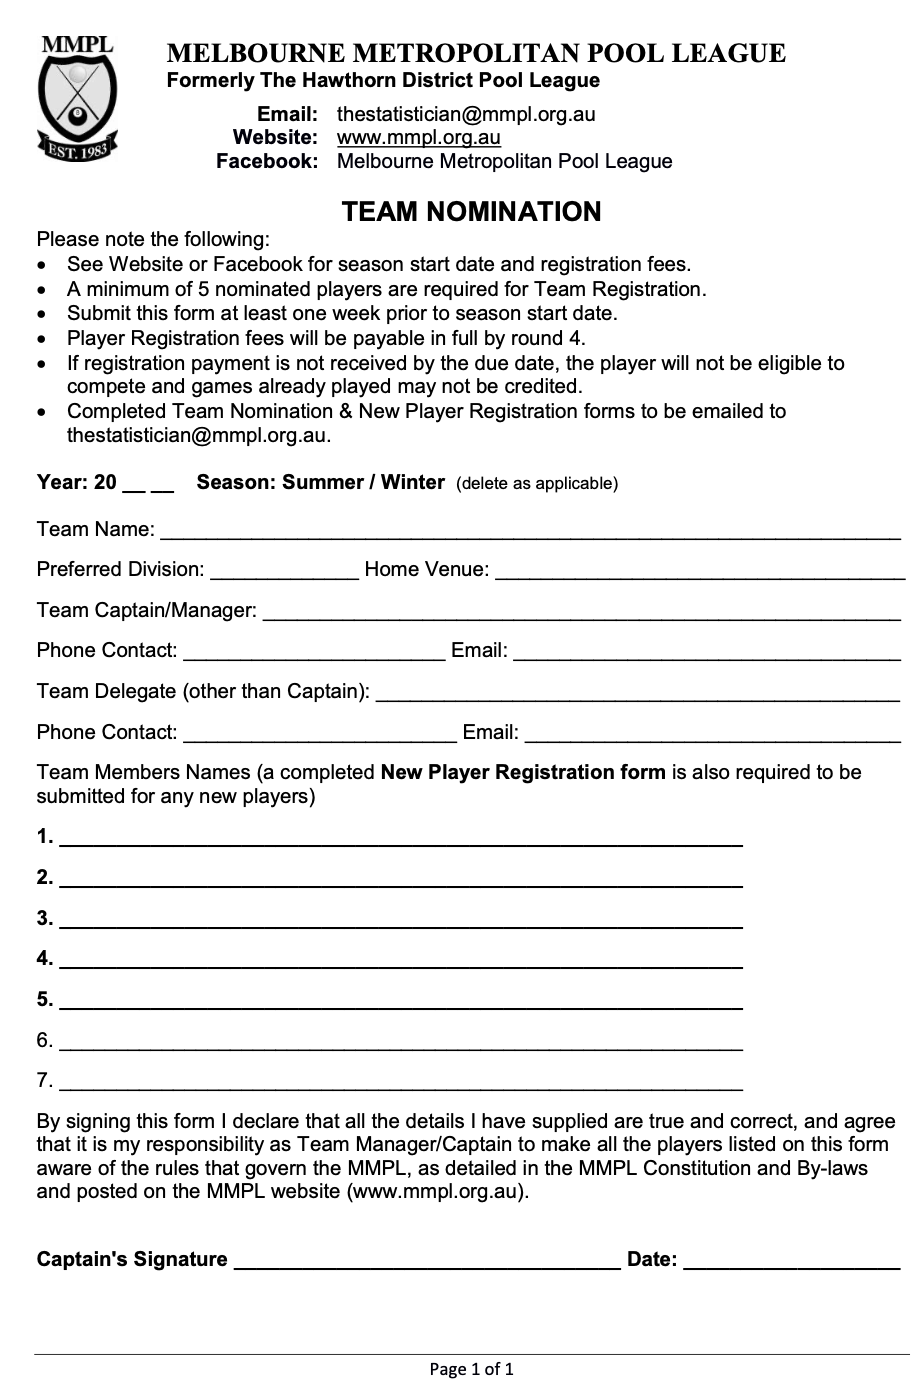 MMPL
EST. 1983
MELBOURNE METROPOLITAN POOL LEAGUE
Formerly The Hawthorn District Pool League
Email: thestatistician@mmpl.org.au
Website: www.mmpl.org.au
Facebook: Melbourne Metropolitan Pool League
TEAM NOMINATION
Please note the following:
• See Website or Facebook for season start date and registration fees.
• A minimum of 5 nominated players are required for Team Registration.
• Submit this form at least one week prior to season start date.
• Player Registration fees will be payable in full by round 4.
• If registration payment is not received by the due date, the player will not be eligible to
compete and games already played may not be credited.
• Completed Team Nomination & New Player Registration forms to be emailed to
thestatistician@mmpl.org.au.
Year: 20 __ __ Season: Summer / Winter (delete as applicable)
Team Name: ____________________
Preferred Division: ____________ Home Venue: ____________________
Team Captain/Manager: ____________________
Phone Contact: ____________________ Email: ____________________
Team Delegate (other than Captain): ____________________
Phone Contact: ____________________ Email: ____________________
Team Members Names (a completed New Player Registration form is also required to be
submitted for any new players)
1. ____________________
2. ____________________
3. ____________________
4. ____________________
5. ____________________
6. ____________________
7. ____________________
By signing this form I declare that all the details I have supplied are true and correct, and agree
that it is my responsibility as Team Manager/Captain to make all the players listed on this form
aware of the rules that govern the MMPL, as detailed in the MMPL Constitution and By-laws
and posted on the MMPL website (www.mmpl.org.au).
Captain's Signature ____________________ Date: ____________________
Page 1 of 1